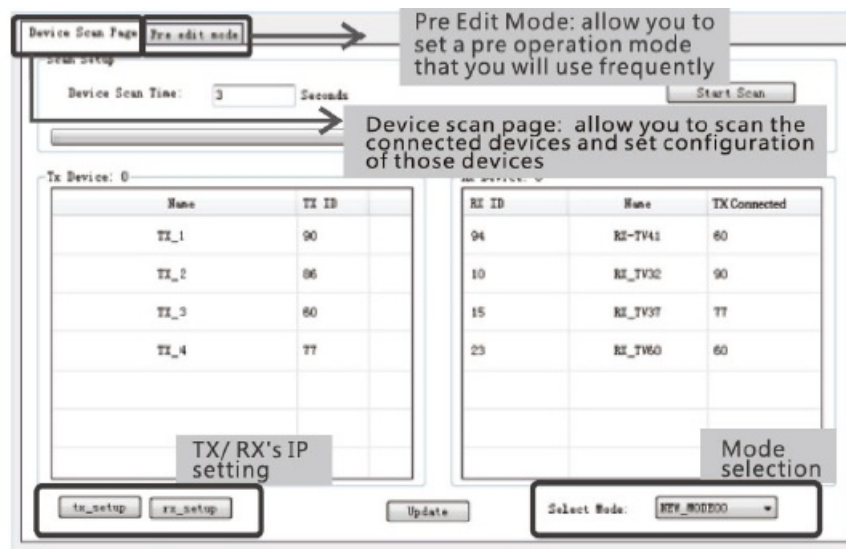 Device Scan Page Pre edit mode
Pre Edit Mode: allow you to
set a pre operation mode
that you will use frequently
Scan Setup
Device Scan Time: 3 Seconds
Start Scan
Device scan page: allow you to scan the
connected devices and set configuration
of those devices
Tx Device: 0
Name TX ID
TX_1 90
TX_2 86
TX_3 60
TX_4 77
RX ID Name TX Connected
94 RX-TV41 60
10 RX_TV32 90
15 RX_TV37 77
23 RX_TV60 60
TX/ RX's IP
setting
Mode
selection
tx_setup rx_setup
Update
Select Mode: NEW_MODE00